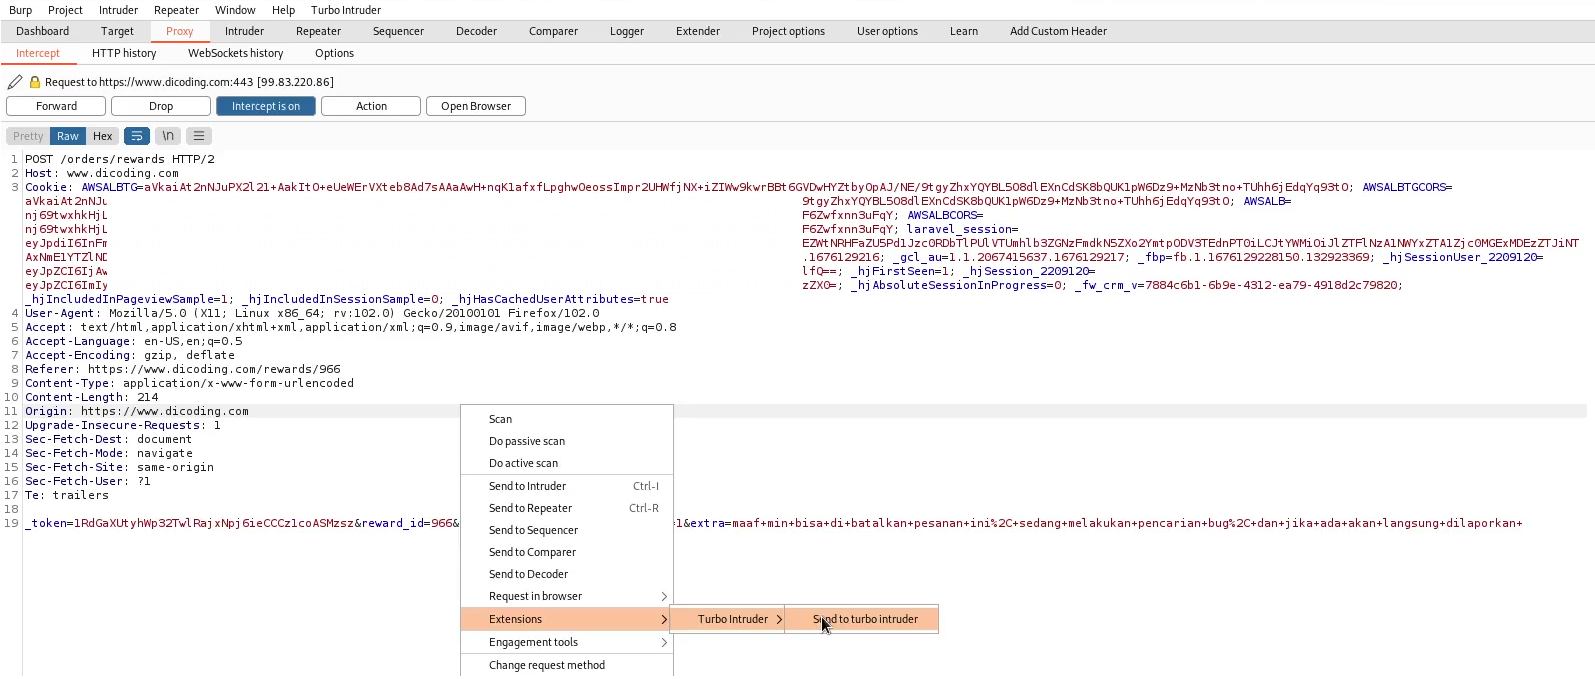 Burp Project Intruder Repeater Window Help Turbo Intruder
Dashboard Target Proxy Intruder Repeater Sequencer Decoder Comparer Logger Extender Project options User options Learn Add Custom Header
Intercept HTTP history WebSockets history Options
Request to https://www.dicoding.com:443 [99.83.220.86]
Forward Drop Intercept is on Action Open Browser
Pretty Raw Hex \n
1 POST /orders/rewards HTTP/2
2 Host: www.dicoding.com
3 Cookie: AWSALBTG=aVkaiAt2nNJuPX2l21+AakItO+eUeWErVXteb8Ad7sAAaAwH+nqK1afxfLpghwOeossImpr2UHWfjNX+iZIWw9kwrBBt6GVDwHYZtbyOpAJ/NE/9tgyZhxYQYBL5O8dlEXnCdSK8bQUK1pW6Dz9+MzNb3tno+TUhh6jEdqYq93tO; AWSALBTGCORS=
aVkaiAt2nNJu 9tgyZhxYQYBL5O8dlEXnCdSK8bQUK1pW6Dz9+MzNb3tno+TUhh6jEdqYq93tO; AWSALB=
nj69twxhkHjL F6Zwfxnn3uFqY; AWSALBCORS=
nj69twxhkHjL F6Zwfxnn3uFqY; laravel_session=
eyJpdiI6InFm EZWtNRHFaZU5Pd1Jzc0RDbTlPUlVTUmhlb3ZGNzFmdkN5ZXo2YmtpODV3TEdnPT0iLCJtYWMiOiJlZTFlNzA1NWYxZTA1Zjc0MGExMDEzZTJiNT
AxNmE1YTZlND .1676129216; _gcl_au=1.1.2067415637.1676129217; _fbp=fb.1.1676129228150.132923369; _hjSessionUser_2209120=
eyJpZCI6IjAw lfQ==; _hjFirstSeen=1; _hjSession_2209120=
eyJpZCI6ImIy zZX0=; _hjAbsoluteSessionInProgress=0; _fw_crm_v=7884c6b1-6b9e-4312-ea79-4918d2c79820;
_hjIncludedInPageviewSample=1; _hjIncludedInSessionSample=0; _hjHasCachedUserAttributes=true
4 User-Agent: Mozilla/5.0 (X11; Linux x86_64; rv:102.0) Gecko/20100101 Firefox/102.0
5 Accept: text/html,application/xhtml+xml,application/xml;q=0.9,image/avif,image/webp,*/*;q=0.8
6 Accept-Language: en-US,en;q=0.5
7 Accept-Encoding: gzip, deflate
8 Referer: https://www.dicoding.com/rewards/966
9 Content-Type: application/x-www-form-urlencoded
10 Content-Length: 214
11 Origin: https://www.dicoding.com
12 Upgrade-Insecure-Requests: 1
13 Sec-Fetch-Dest: document
14 Sec-Fetch-Mode: navigate
15 Sec-Fetch-Site: same-origin
16 Sec-Fetch-User: ?1
17 Te: trailers
18
19 _token=1RdGaXUtyhWp32TwlRajxNpj6ieCCCz1coASMzsz&reward_id=966& =1&extra=maaf+min+bisa+di+batalkan+pesanan+ini%2C+sedang+melakukan+pencarian+bug%2C+dan+jika+ada+akan+langsung+dilaporkan+
Scan
Do passive scan
Do active scan
Send to Intruder Ctrl-I
Send to Repeater Ctrl-R
Send to Sequencer
Send to Comparer
Send to Decoder
Request in browser
Extensions Turbo Intruder Send to turbo intruder
Engagement tools
Change request method